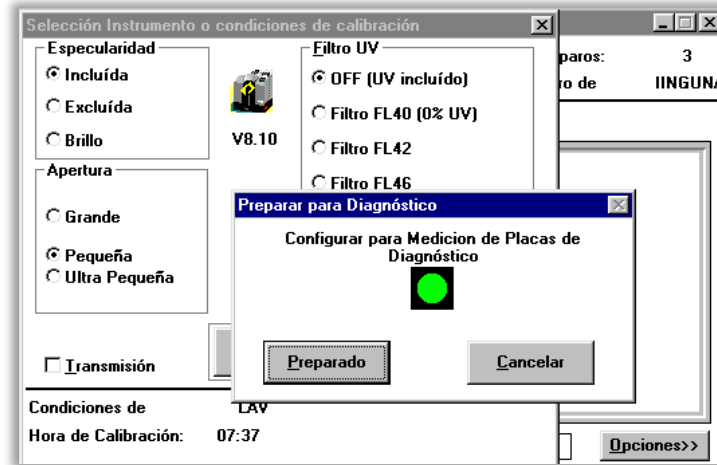 Selección Instrumento o condiciones de calibración
Especularidad
Incluída
Excluída
Brillo
V8.10
Filtro UV
OFF (UV incluído)
Filtro FL40 (0% UV)
Filtro FL42
Filtro FL46
paros: 3
ro de IINGUNA
Apertura
Grande
Pequeña
Ultra Pequeña
Preparar para Diagnóstico
Configurar para Medicion de Placas de
Diagnóstico
Preparado
Cancelar
Transmisión
Condiciones de LAV
Hora de Calibración: 07:37
Opciones>>